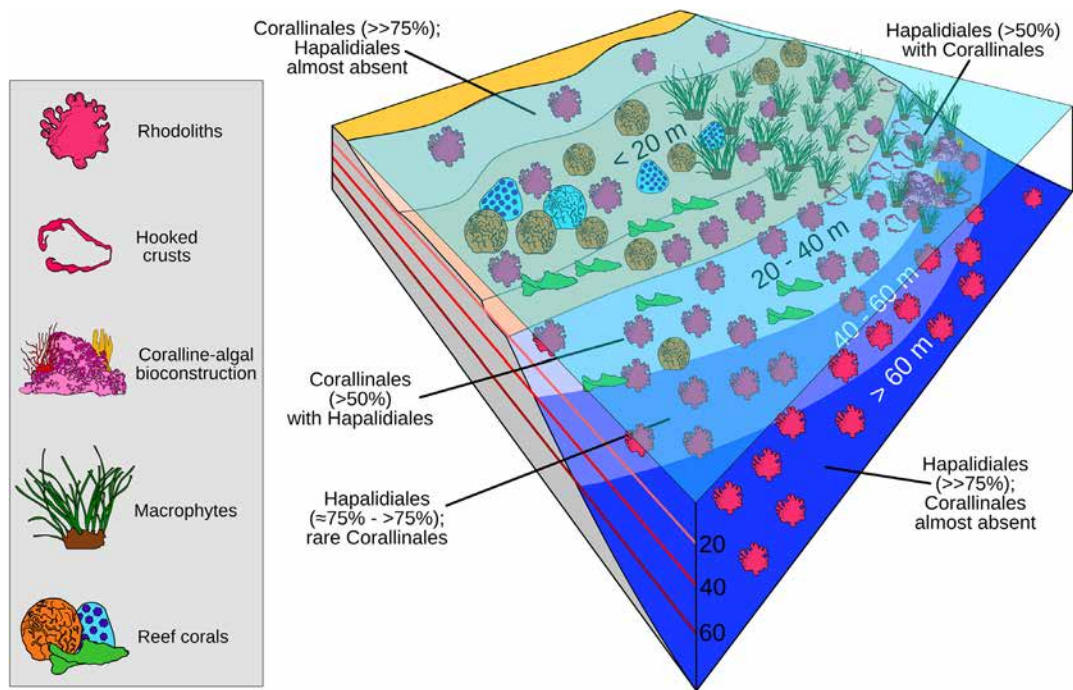 Rhodoliths
Hooked
crusts
Coralline-algal
bioconstruction
Macrophytes
Reef corals
Corallinales (>>75%);
Hapalidiales
almost absent
Hapalidiales (>50%)
with Corallinales
< 20 m
20 - 40 m
40 - 60 m
> 60 m
Corallinales
(>50%)
with Hapalidiales
Hapalidiales
(≈75% - >75%);
rare Corallinales
Hapalidiales
(>>75%);
Corallinales
almost absent
20
40
60